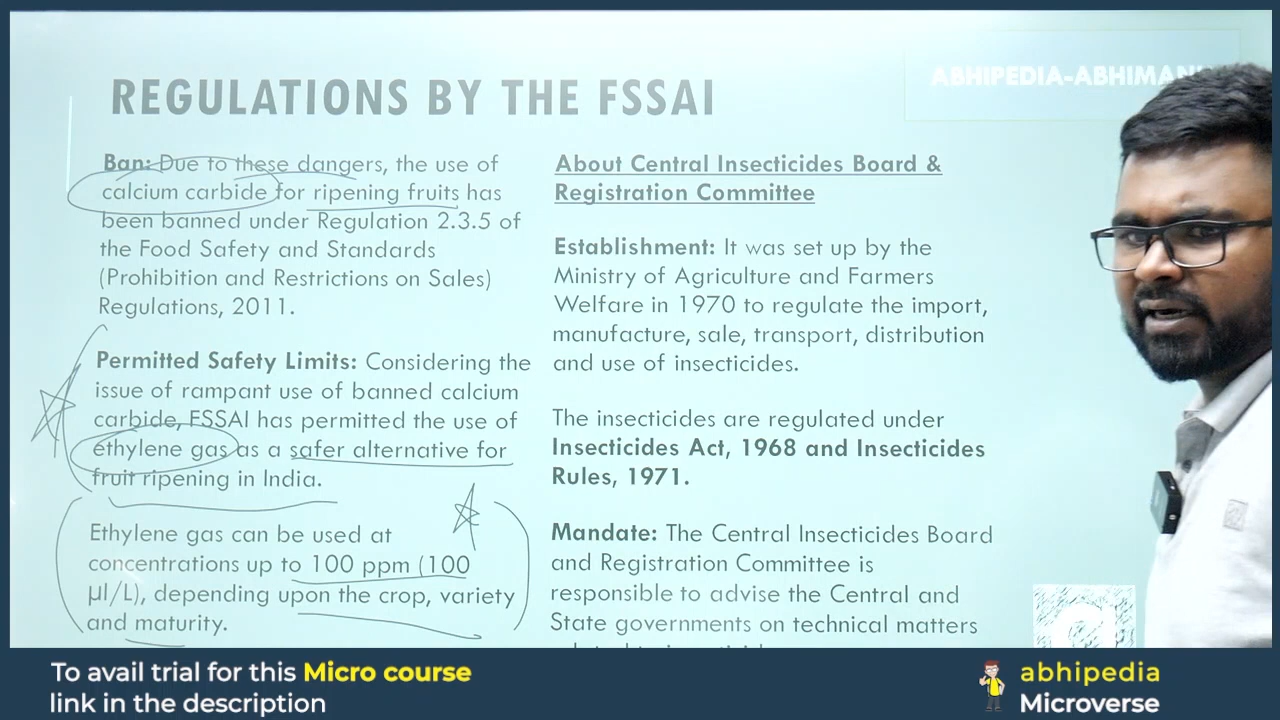 ABHIPEDIA-ABHIMAN
REGULATIONS BY THE FSSAI
Ban: Due to these dangers, the use of
calcium carbide for ripening fruits has
been banned under Regulation 2.3.5 of
the Food Safety and Standards
(Prohibition and Restrictions on Sales)
Regulations, 2011.
Permitted Safety Limits: Considering the
issue of rampant use of banned calcium
carbide, FSSAI has permitted the use of
ethylene gas as a safer alternative for
fruit ripening in India.
Ethylene gas can be used at
concentrations up to 100 ppm (100
µl/L), depending upon the crop, variety
and maturity.
About Central Insecticides Board &
Registration Committee
Establishment: It was set up by the
Ministry of Agriculture and Farmers
Welfare in 1970 to regulate the import,
manufacture, sale, transport, distribution
and use of insecticides.
The insecticides are regulated under
Insecticides Act, 1968 and Insecticides
Rules, 1971.
Mandate: The Central Insecticides Board
and Registration Committee is
responsible to advise the Central and
State governments on technical matters
To avail trial for this Micro course
link in the description
abhipedia
Microverse